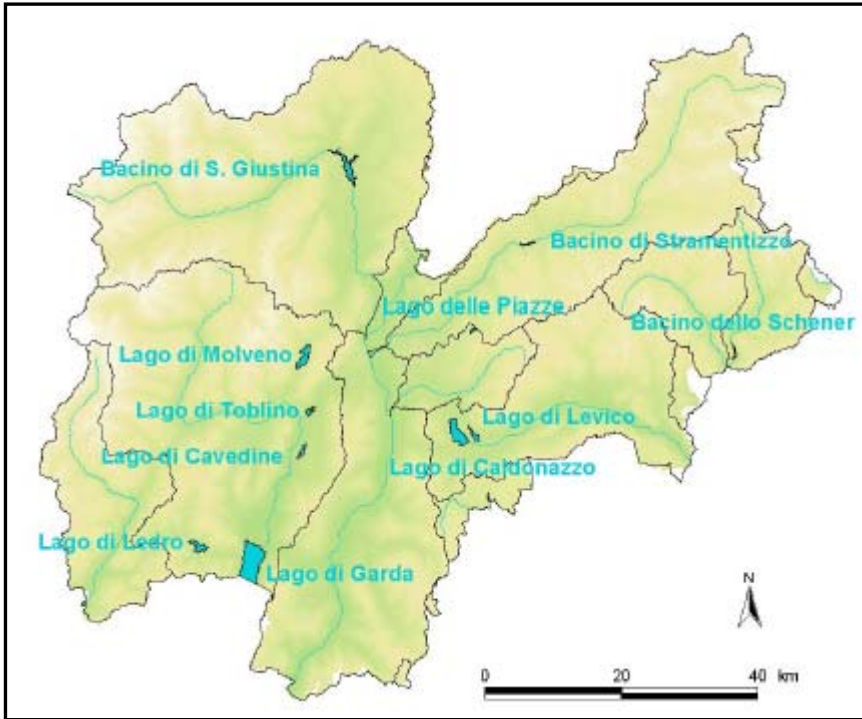 Bacino di S. Giustina
Bacino di Stramentizzo
Lago delle Piazze
Bacino dello Schener
Lago di Molveno
Lago di Toblino
Lago di Levico
Lago di Cavedine
Lago di Caldonazzo
Lago di Ledro
Lago di Garda
N
0 20 40 km